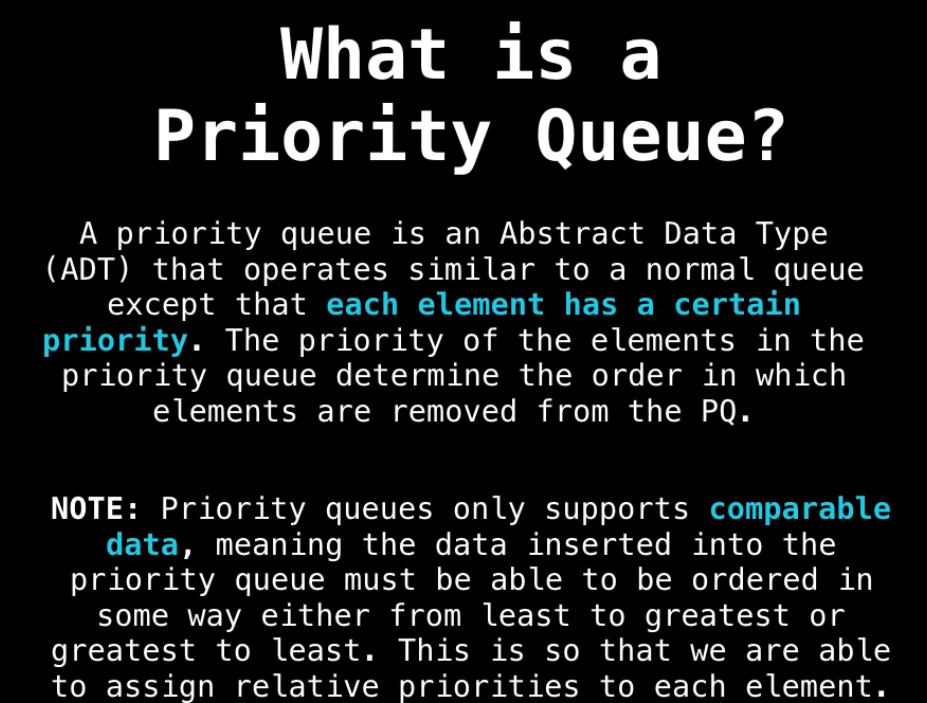 What is a
Priority Queue?
A priority queue is an Abstract Data Type
(ADT) that operates similar to a normal queue
except that each element has a certain
priority. The priority of the elements in the
priority queue determine the order in which
elements are removed from the PQ.
NOTE: Priority queues only supports comparable
data, meaning the data inserted into the
priority queue must be able to be ordered in
some way either from least to greatest or
greatest to least. This is so that we are able
to assign relative priorities to each element.